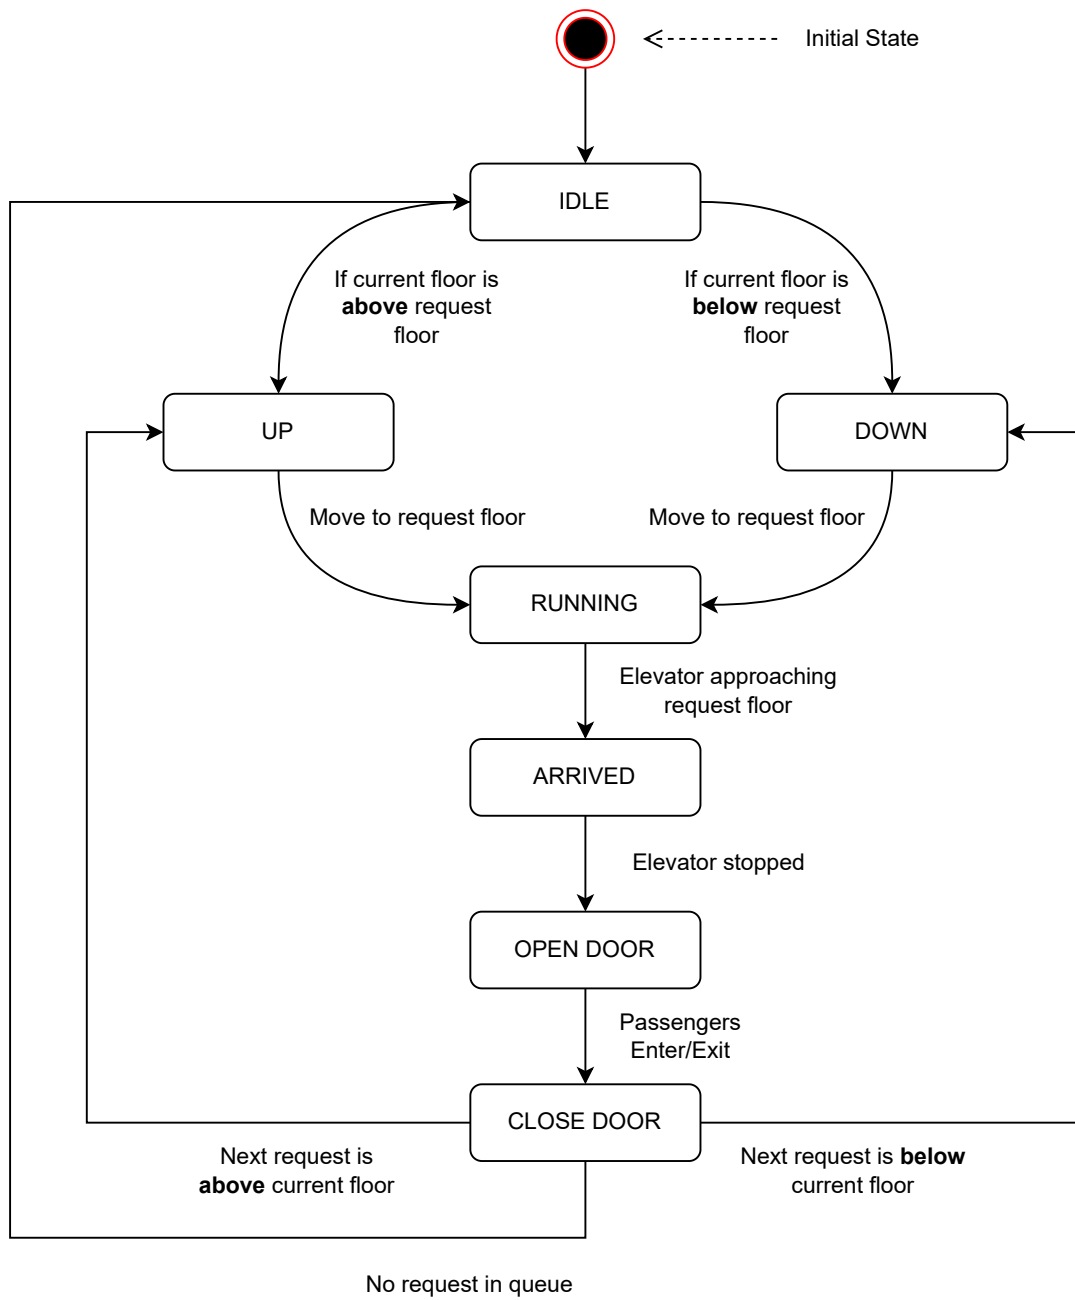 Initial State
IDLE
If current floor is
above request
floor
If current floor is
below request
floor
UP
DOWN
Move to request floor
Move to request floor
RUNNING
Elevator approaching
request floor
ARRIVED
Elevator stopped
OPEN DOOR
Passengers
Enter/Exit
CLOSE DOOR
Next request is
above current floor
Next request is below
current floor
No request in queue